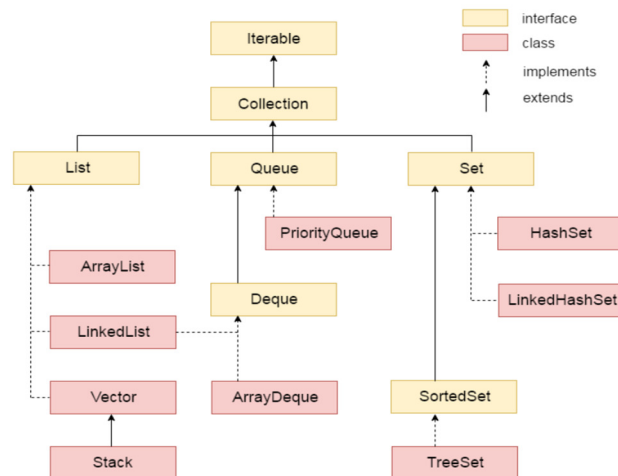 interface
class
implements
extends
Iterable
Collection
List
Queue
Set
PriorityQueue
HashSet
ArrayList
Deque
LinkedHashSet
LinkedList
Vector
ArrayDeque
SortedSet
Stack
TreeSet